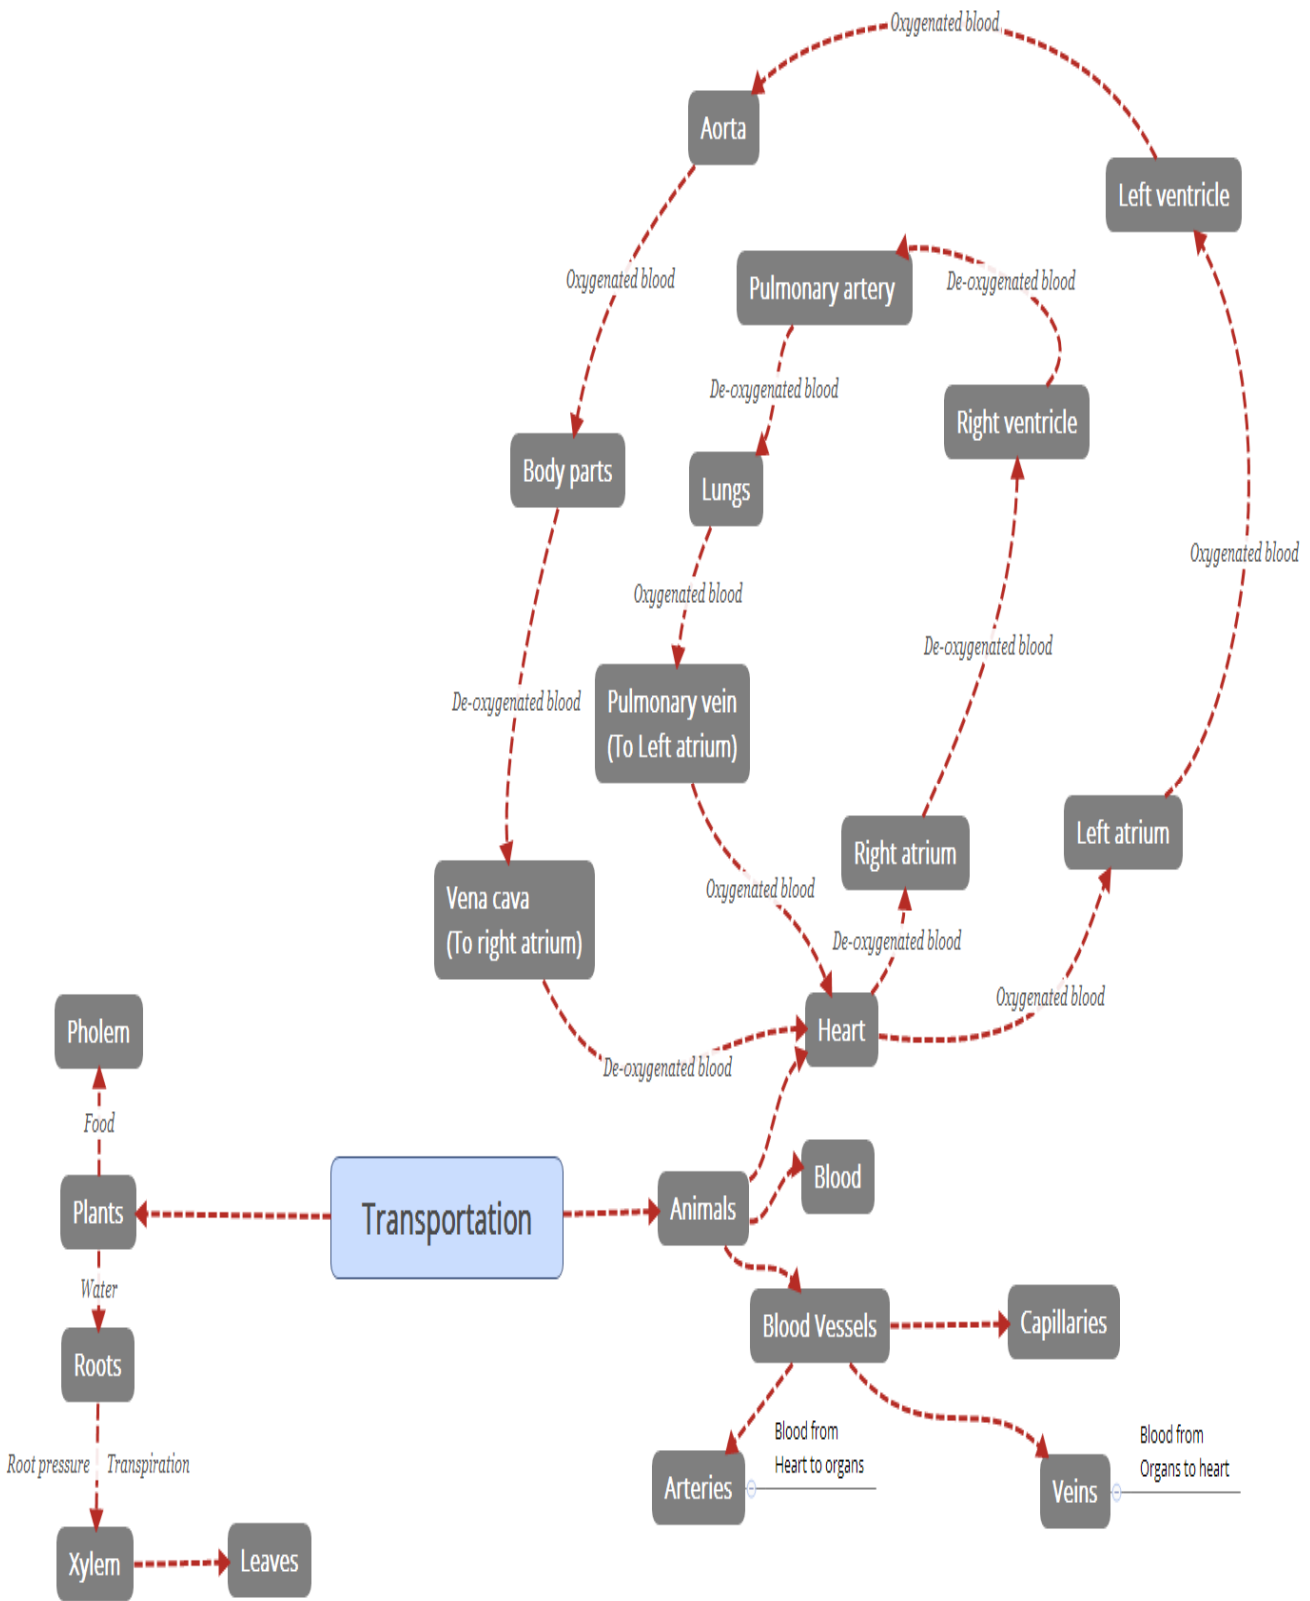 Oxygenated blood
Aorta
Left ventricle
Oxygenated blood
Pulmonary artery
De-oxygenated blood
De-oxygenated blood
Right ventricle
Body parts
Lungs
Oxygenated blood
Oxygenated blood
De-oxygenated blood
De-oxygenated blood
Pulmonary vein
(To Left atrium)
Left atrium
Right atrium
Oxygenated blood
Vena cava
(To right atrium)
De-oxygenated blood
Oxygenated blood
Pholem
Heart
De-oxygenated blood
Food
Blood
Plants
Transportation
Animals
Water
Blood Vessels
Capillaries
Roots
Blood from
Heart to organs
Blood from
Organs to heart
Root pressure
Transpiration
Arteries
Veins
Xylem
Leaves